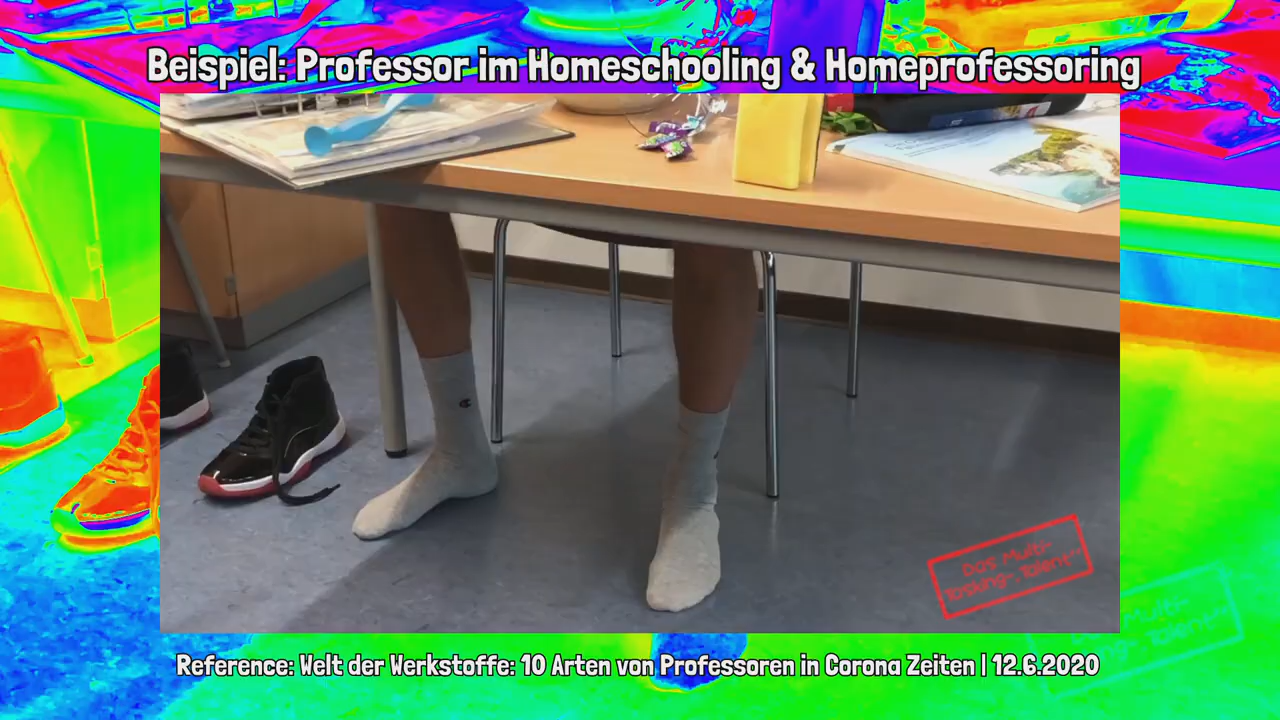 Beispiel: Professor im Homeschooling & Homeprofessoring
Das Multi-
Tasking-„Talent"
Reference: Welt der Werkstoffe: 10 Arten von Professoren in Corona Zeiten | 12.6.2020